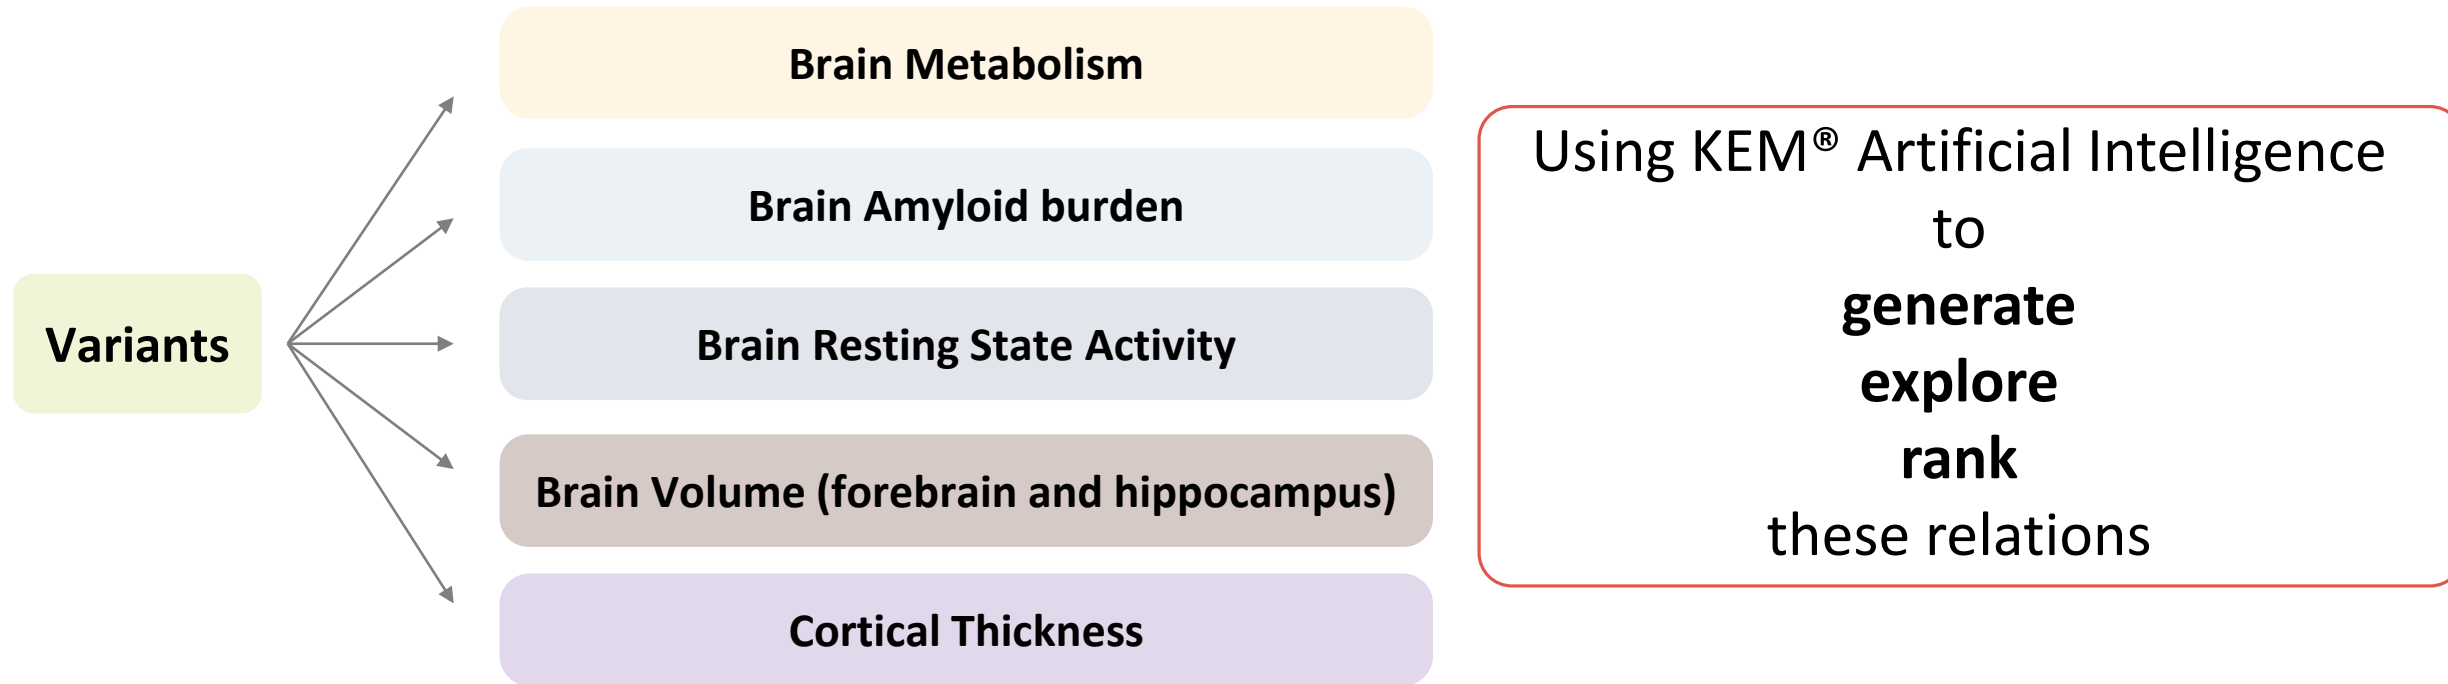 Variants
Brain Metabolism
Brain Amyloid burden
Brain Resting State Activity
Brain Volume (forebrain and hippocampus)
Cortical Thickness
Using KEM® Artificial Intelligence
to
generate
explore
rank
these relations